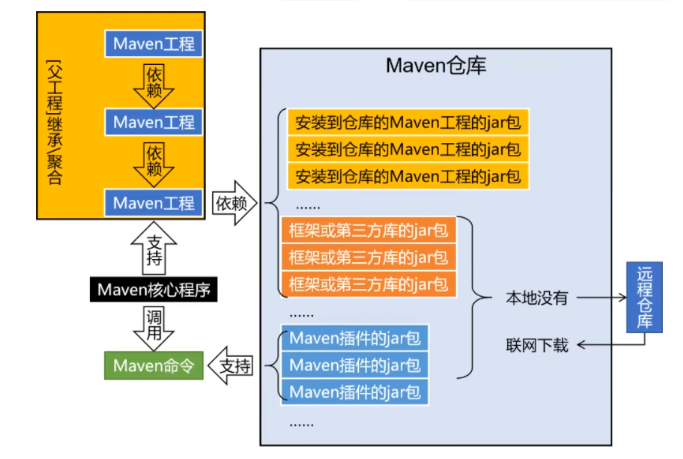 [父工程]继承\聚合
Maven工程
依赖
Maven工程
依赖
Maven工程
依赖
支持
Maven核心程序
调用
Maven命令
支持
Maven仓库
安装到仓库的Maven工程的jar包
安装到仓库的Maven工程的jar包
安装到仓库的Maven工程的jar包
......
框架或第三方库的jar包
框架或第三方库的jar包
框架或第三方库的jar包
......
Maven插件的jar包
Maven插件的jar包
Maven插件的jar包
......
本地没有
联网下载
远程仓库